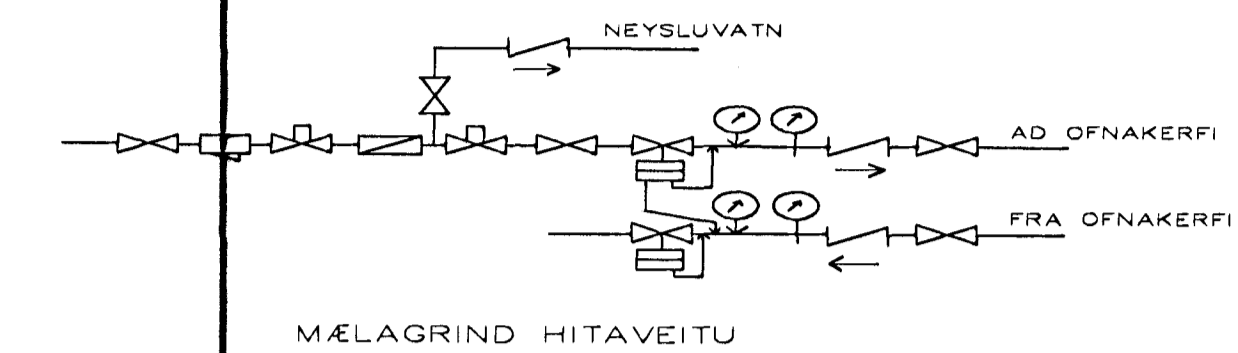 NEYSLUVATN
AD OFNAKERFI
FRA OFNAKERFI
MÆLAGRIND HITAVEITU